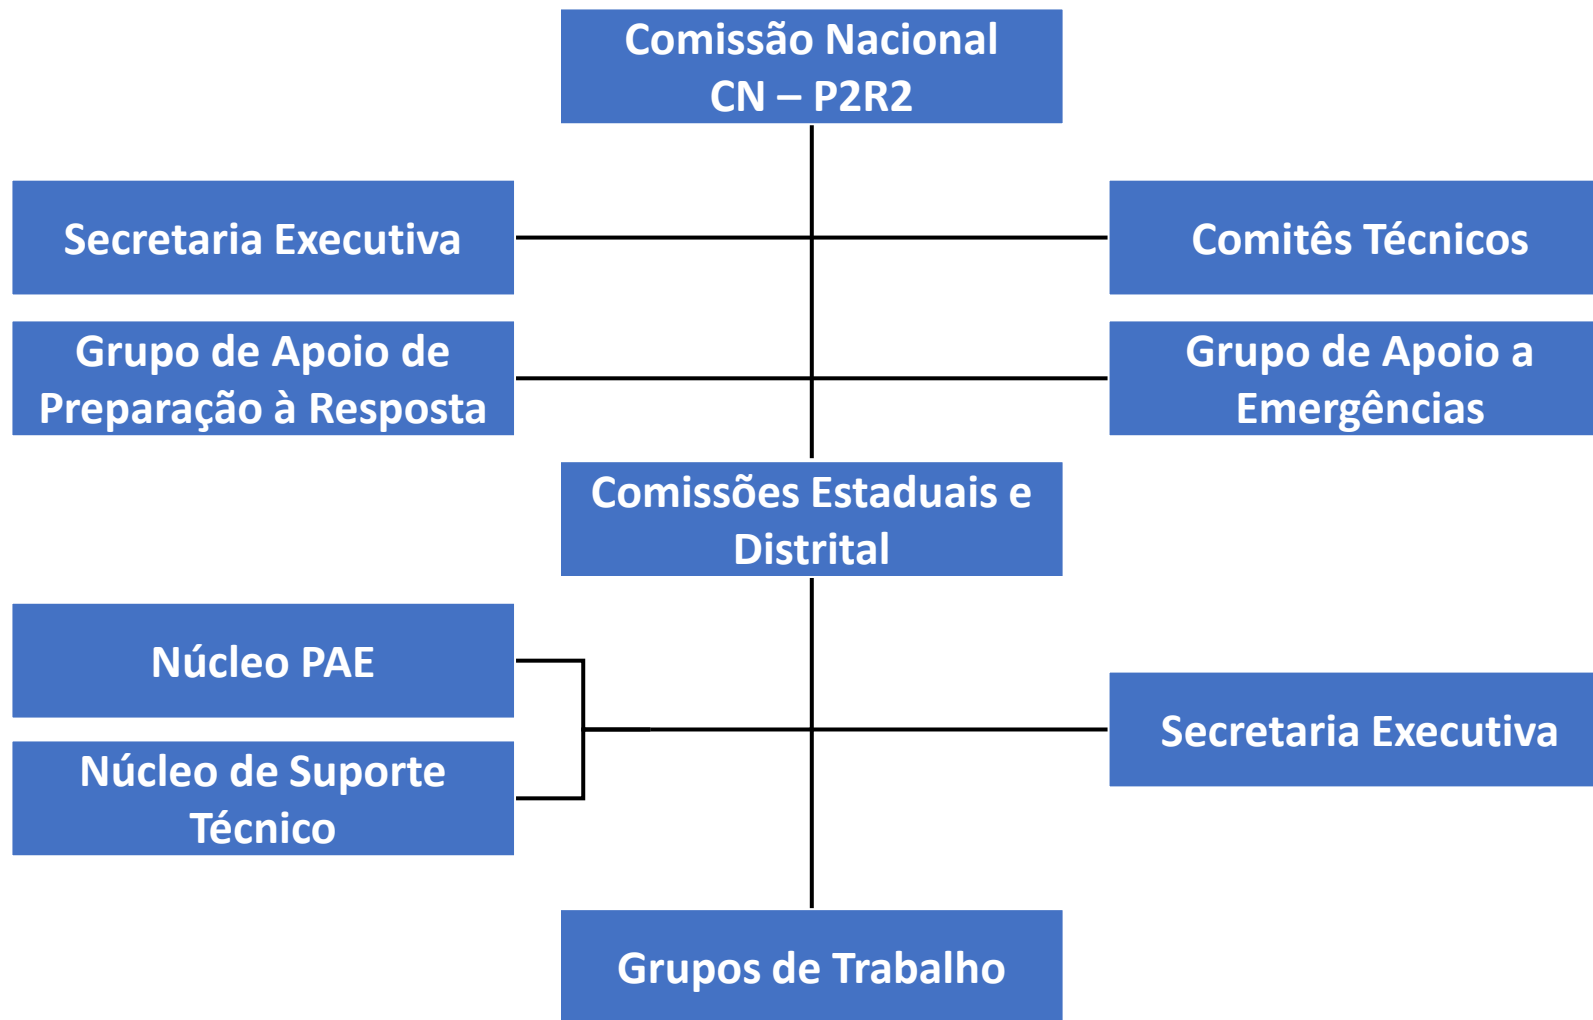 Comissão Nacional
CN – P2R2
Secretaria Executiva
Comitês Técnicos
Grupo de Apoio de
Preparação à Resposta
Grupo de Apoio a
Emergências
Comissões Estaduais e
Distrital
Núcleo PAE
Núcleo de Suporte
Técnico
Secretaria Executiva
Grupos de Trabalho